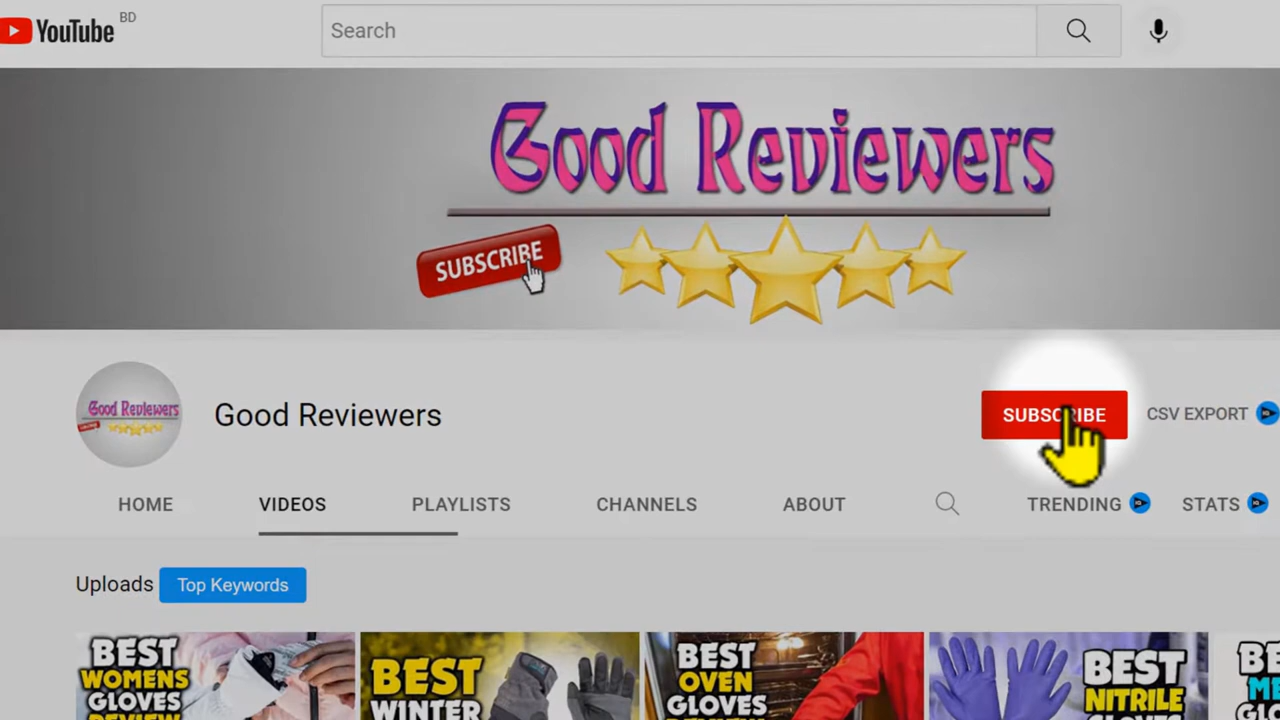 YouTube BD
Search
Good Reviewers
SUBSCRIBE
Good Reviewers
Good Reviewers
SUBSCRIBE
CSV EXPORT
HOME
VIDEOS
PLAYLISTS
CHANNELS
ABOUT
TRENDING
STATS
Uploads
Top Keywords
BEST
WOMENS
GLOVES
REVIEW
BEST
WINTER
BEST
OVEN
GLOVES
BEST
NITRILE